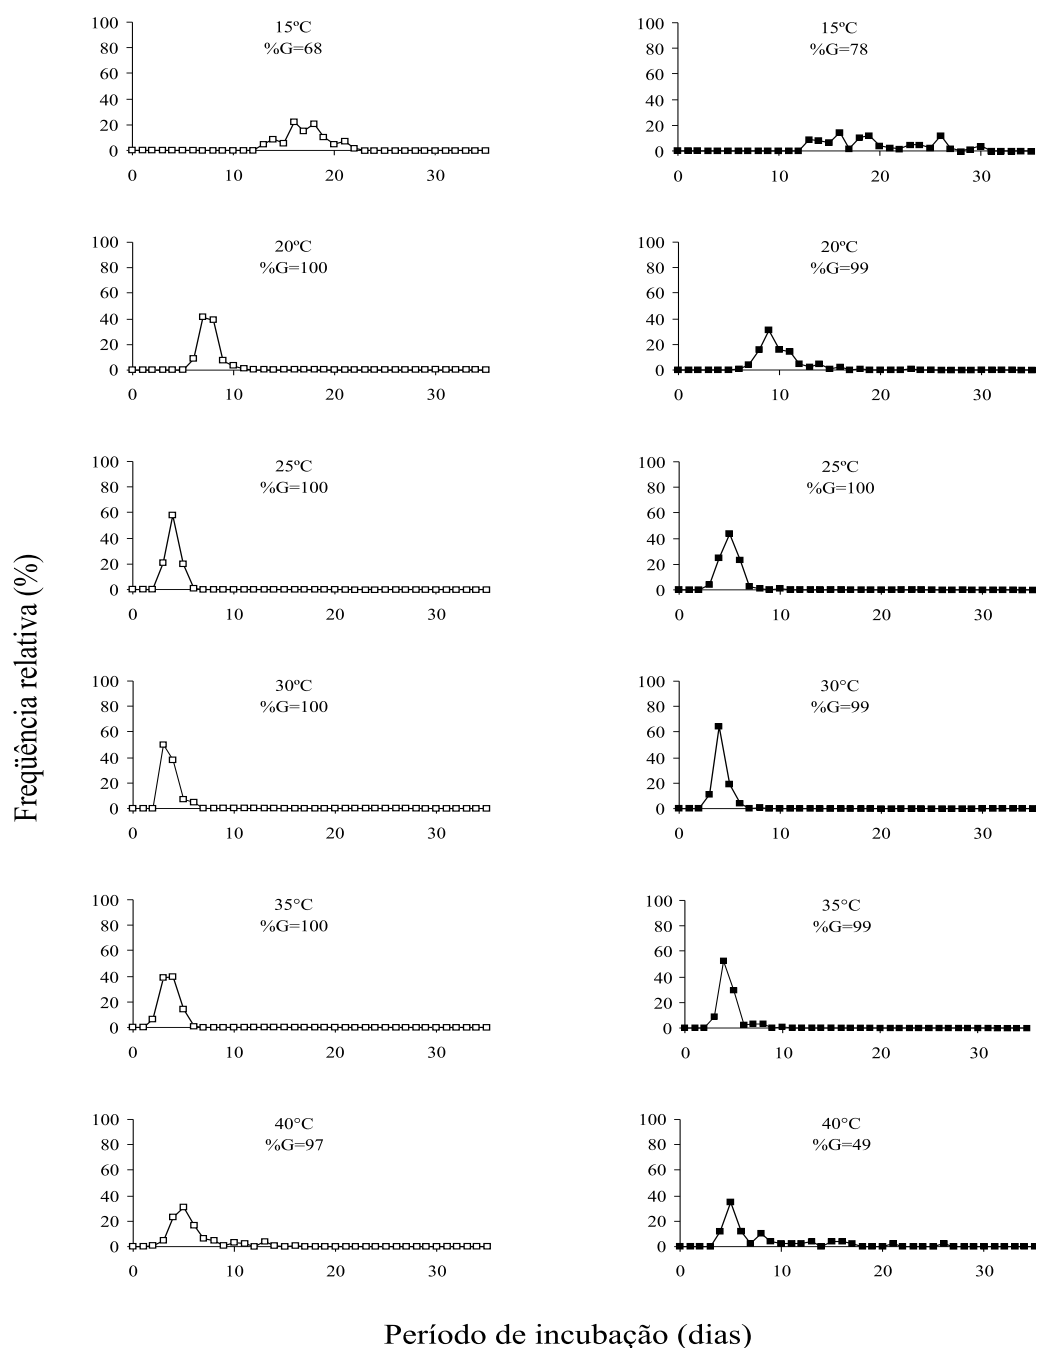 100
80
60
40
20
0
0 10 20 30
15ºC
%G=68
100
80
60
40
20
0
0 10 20 30
15ºC
%G=78
100
80
60
40
20
0
0 10 20 30
20ºC
%G=100
100
80
60
40
20
0
0 10 20 30
20ºC
%G=99
100
80
60
40
20
0
0 10 20 30
25ºC
%G=100
100
80
60
40
20
0
0 10 20 30
25ºC
%G=100
Freqüência relativa (%)
100
80
60
40
20
0
0 10 20 30
30ºC
%G=100
100
80
60
40
20
0
0 10 20 30
30°C
%G=99
100
80
60
40
20
0
0 10 20 30
35°C
%G=100
100
80
60
40
20
0
0 10 20 30
35°C
%G=99
100
80
60
40
20
0
0 10 20 30
40°C
%G=97
100
80
60
40
20
0
0 10 20 30
40°C
%G=49
Período de incubação (dias)